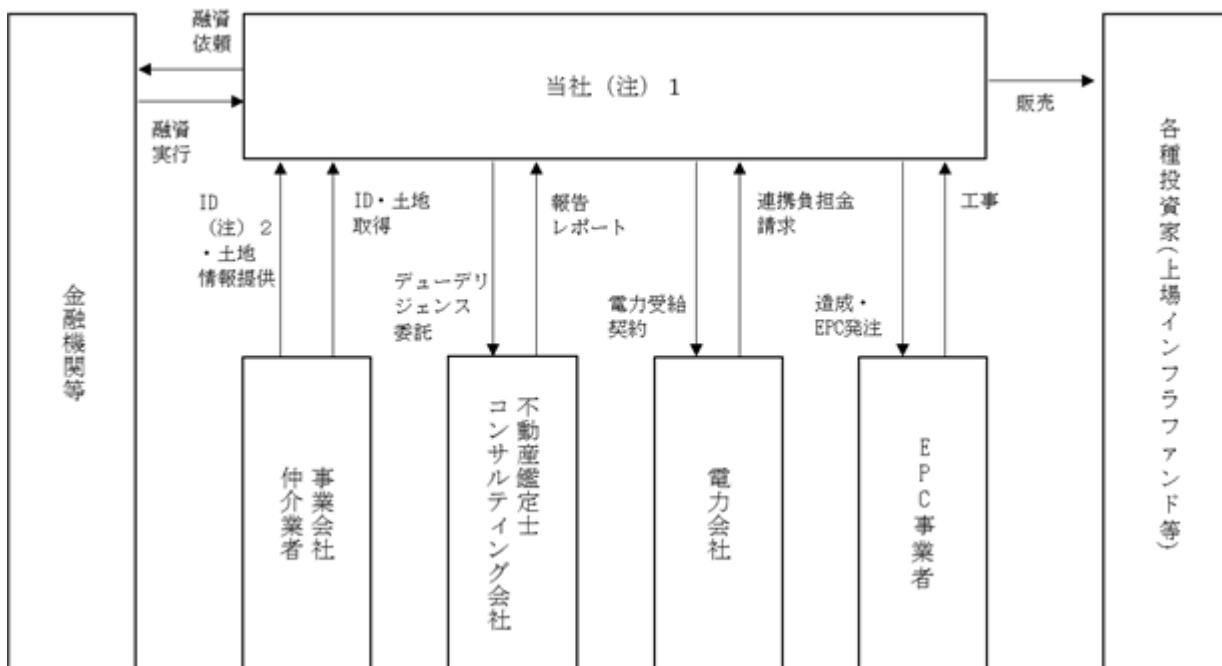 融資
依頼
当社（注）1
融資
実行
販売
ID
（注）2
・土地
情報提供
ID・土地
取得
デューデリ
ジェンス
委託
報告
レポート
電力受給
契約
連携負担金
請求
造成・
EPC発注
工事
金融機関等
事業会社
仲介業者
不動産鑑定士
コンサルティング会社
電力会社
EPC事業者
各種投資家(上場インフラファンド等)